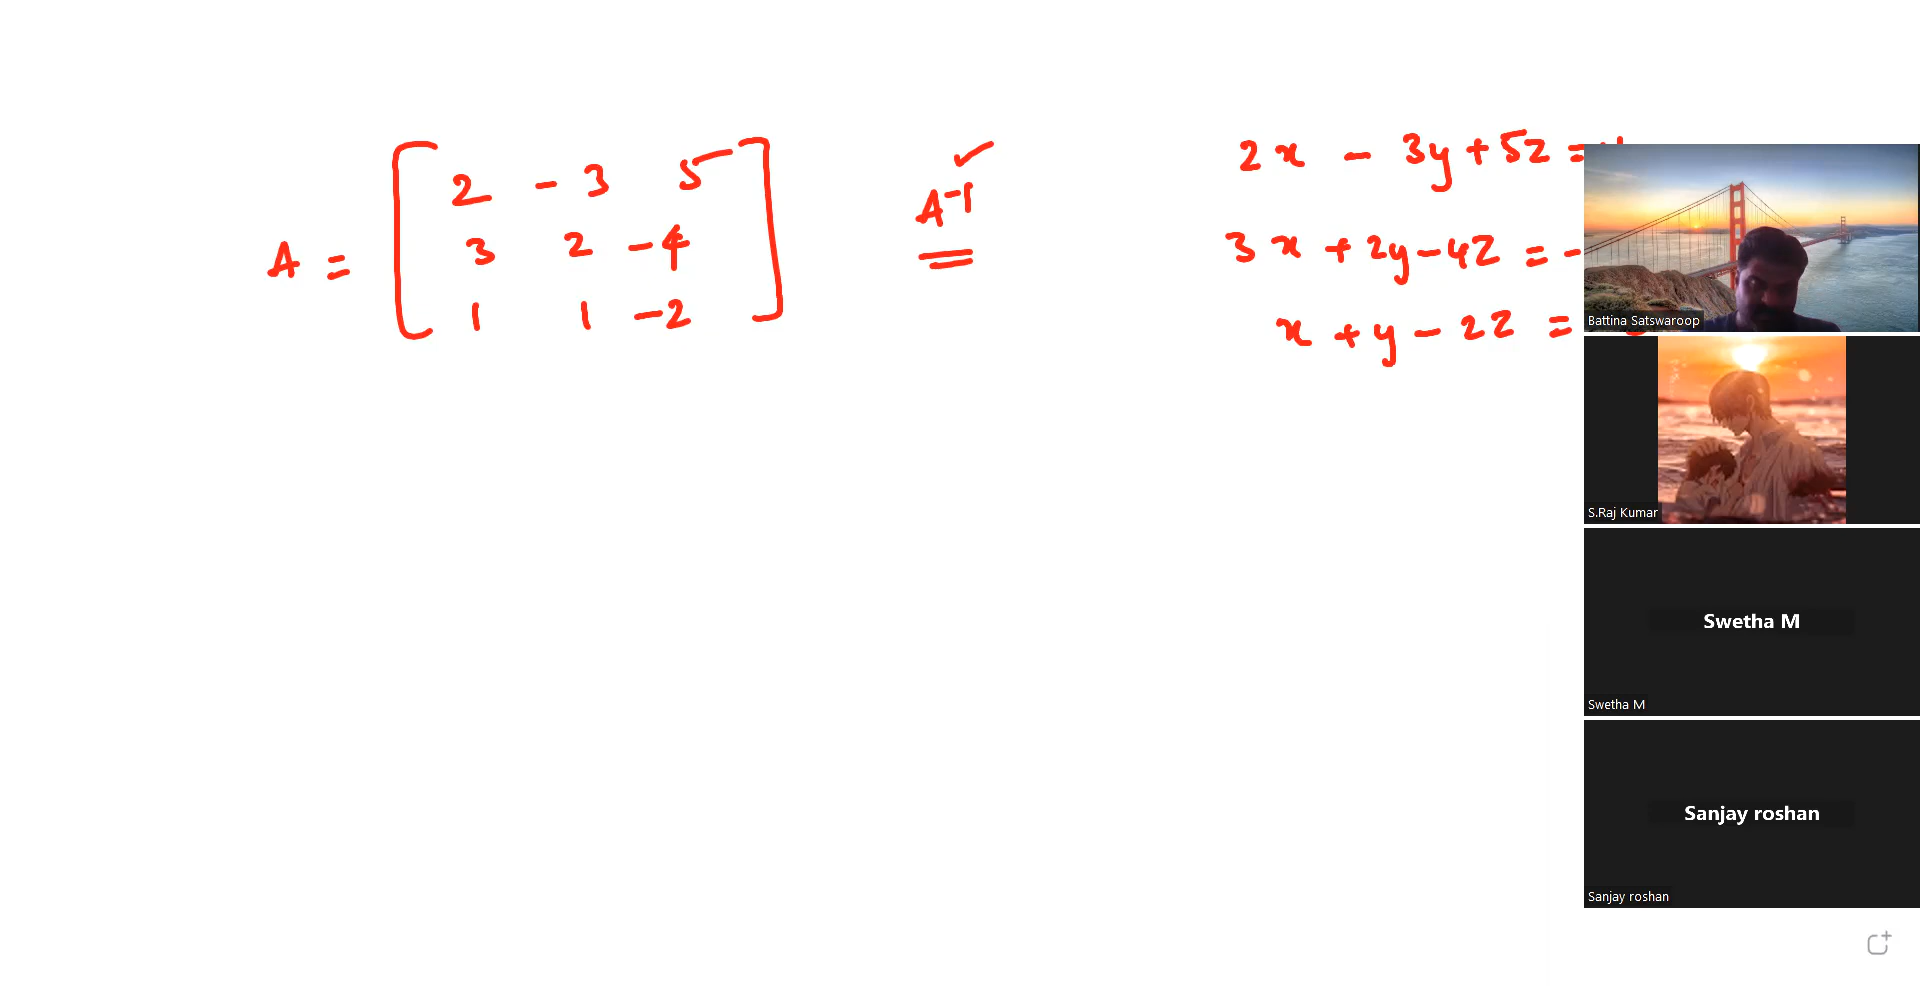 2x - 3y + 5z =
A = [ 2 -3 5
3 2 -4
1 1 -2 ]
A⁻¹ ✓
3x + 2y - 4z = -
x + y - 2z =
Battina Satswaroop
S.Raj Kumar
Swetha M
Swetha M
Sanjay roshan
Sanjay roshan